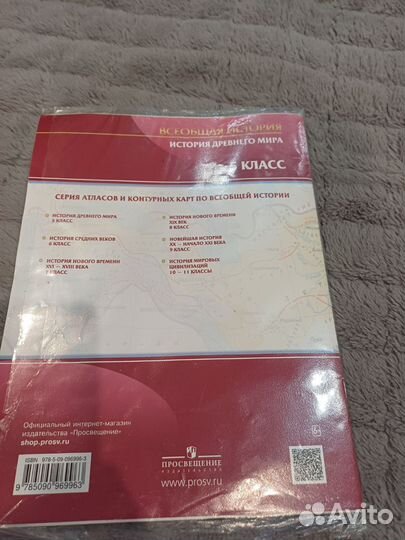 ВСЕОБЩАЯ ИСТОРИЯ
ИСТОРИЯ ДРЕВНЕГО МИРА
5 КЛАСС
СЕРИЯ АТЛАСОВ И КОНТУРНЫХ КАРТ ПО ВСЕОБЩЕЙ ИСТОРИИ
ИСТОРИЯ ДРЕВНЕГО МИРА
5 КЛАСС
ИСТОРИЯ СРЕДНИХ ВЕКОВ
6 КЛАСС
ИСТОРИЯ НОВОГО ВРЕМЕНИ
XVI — XVIII ВЕКА
7 КЛАСС
ИСТОРИЯ НОВОГО ВРЕМЕНИ
XIX ВЕК
8 КЛАСС
НОВЕЙШАЯ ИСТОРИЯ
XX — НАЧАЛО XXI ВЕКА
9 КЛАСС
ИСТОРИЯ МИРОВЫХ
ЦИВИЛИЗАЦИЙ
10 — 11 КЛАССЫ
Официальный интернет-магазин
издательства «Просвещение»
shop.prosv.ru
ISBN 978-5-09-096996-3
9 785090 969963
ПРОСВЕЩЕНИЕ
ИЗДАТЕЛЬСТВО
www.prosv.ru
6+
Avito